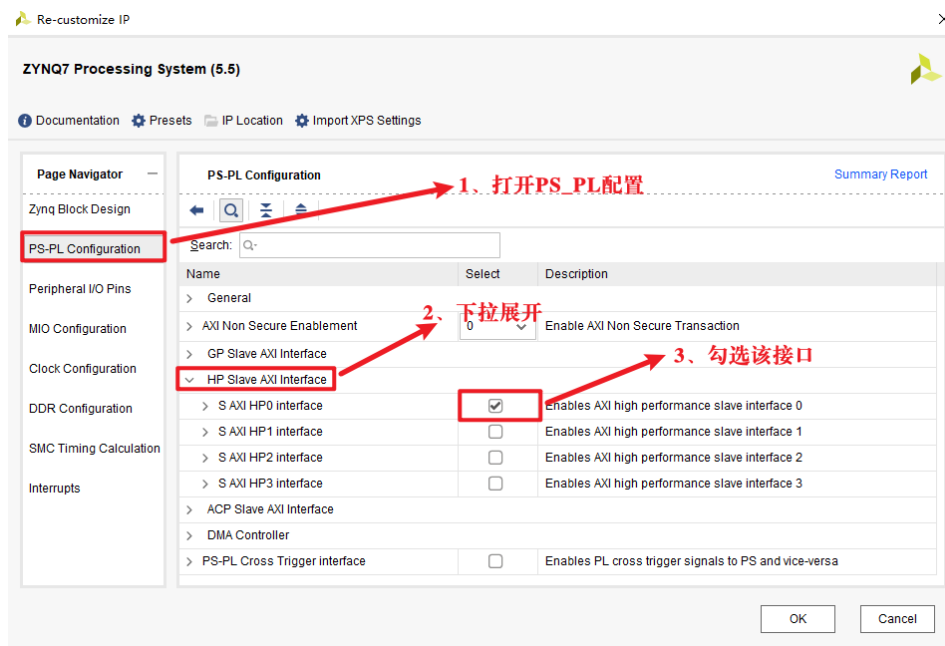 Re-customize IP
ZYNQ7 Processing System (5.5)
Documentation Presets IP Location Import XPS Settings
Page Navigator
Zynq Block Design
PS-PL Configuration
Peripheral I/O Pins
MIO Configuration
Clock Configuration
DDR Configuration
SMC Timing Calculation
Interrupts
PS-PL Configuration
Summary Report
1、打开PS_PL配置
Search: Q-
Name Select Description
General
2、下拉展开
AXI Non Secure Enablement 0 Enable AXI Non Secure Transaction
GP Slave AXI Interface
3、勾选该接口
HP Slave AXI Interface
S AXI HP0 interface Enables AXI high performance slave interface 0
S AXI HP1 interface Enables AXI high performance slave interface 1
S AXI HP2 interface Enables AXI high performance slave interface 2
S AXI HP3 interface Enables AXI high performance slave interface 3
ACP Slave AXI Interface
DMA Controller
PS-PL Cross Trigger interface Enables PL cross trigger signals to PS and vice-versa
OK Cancel